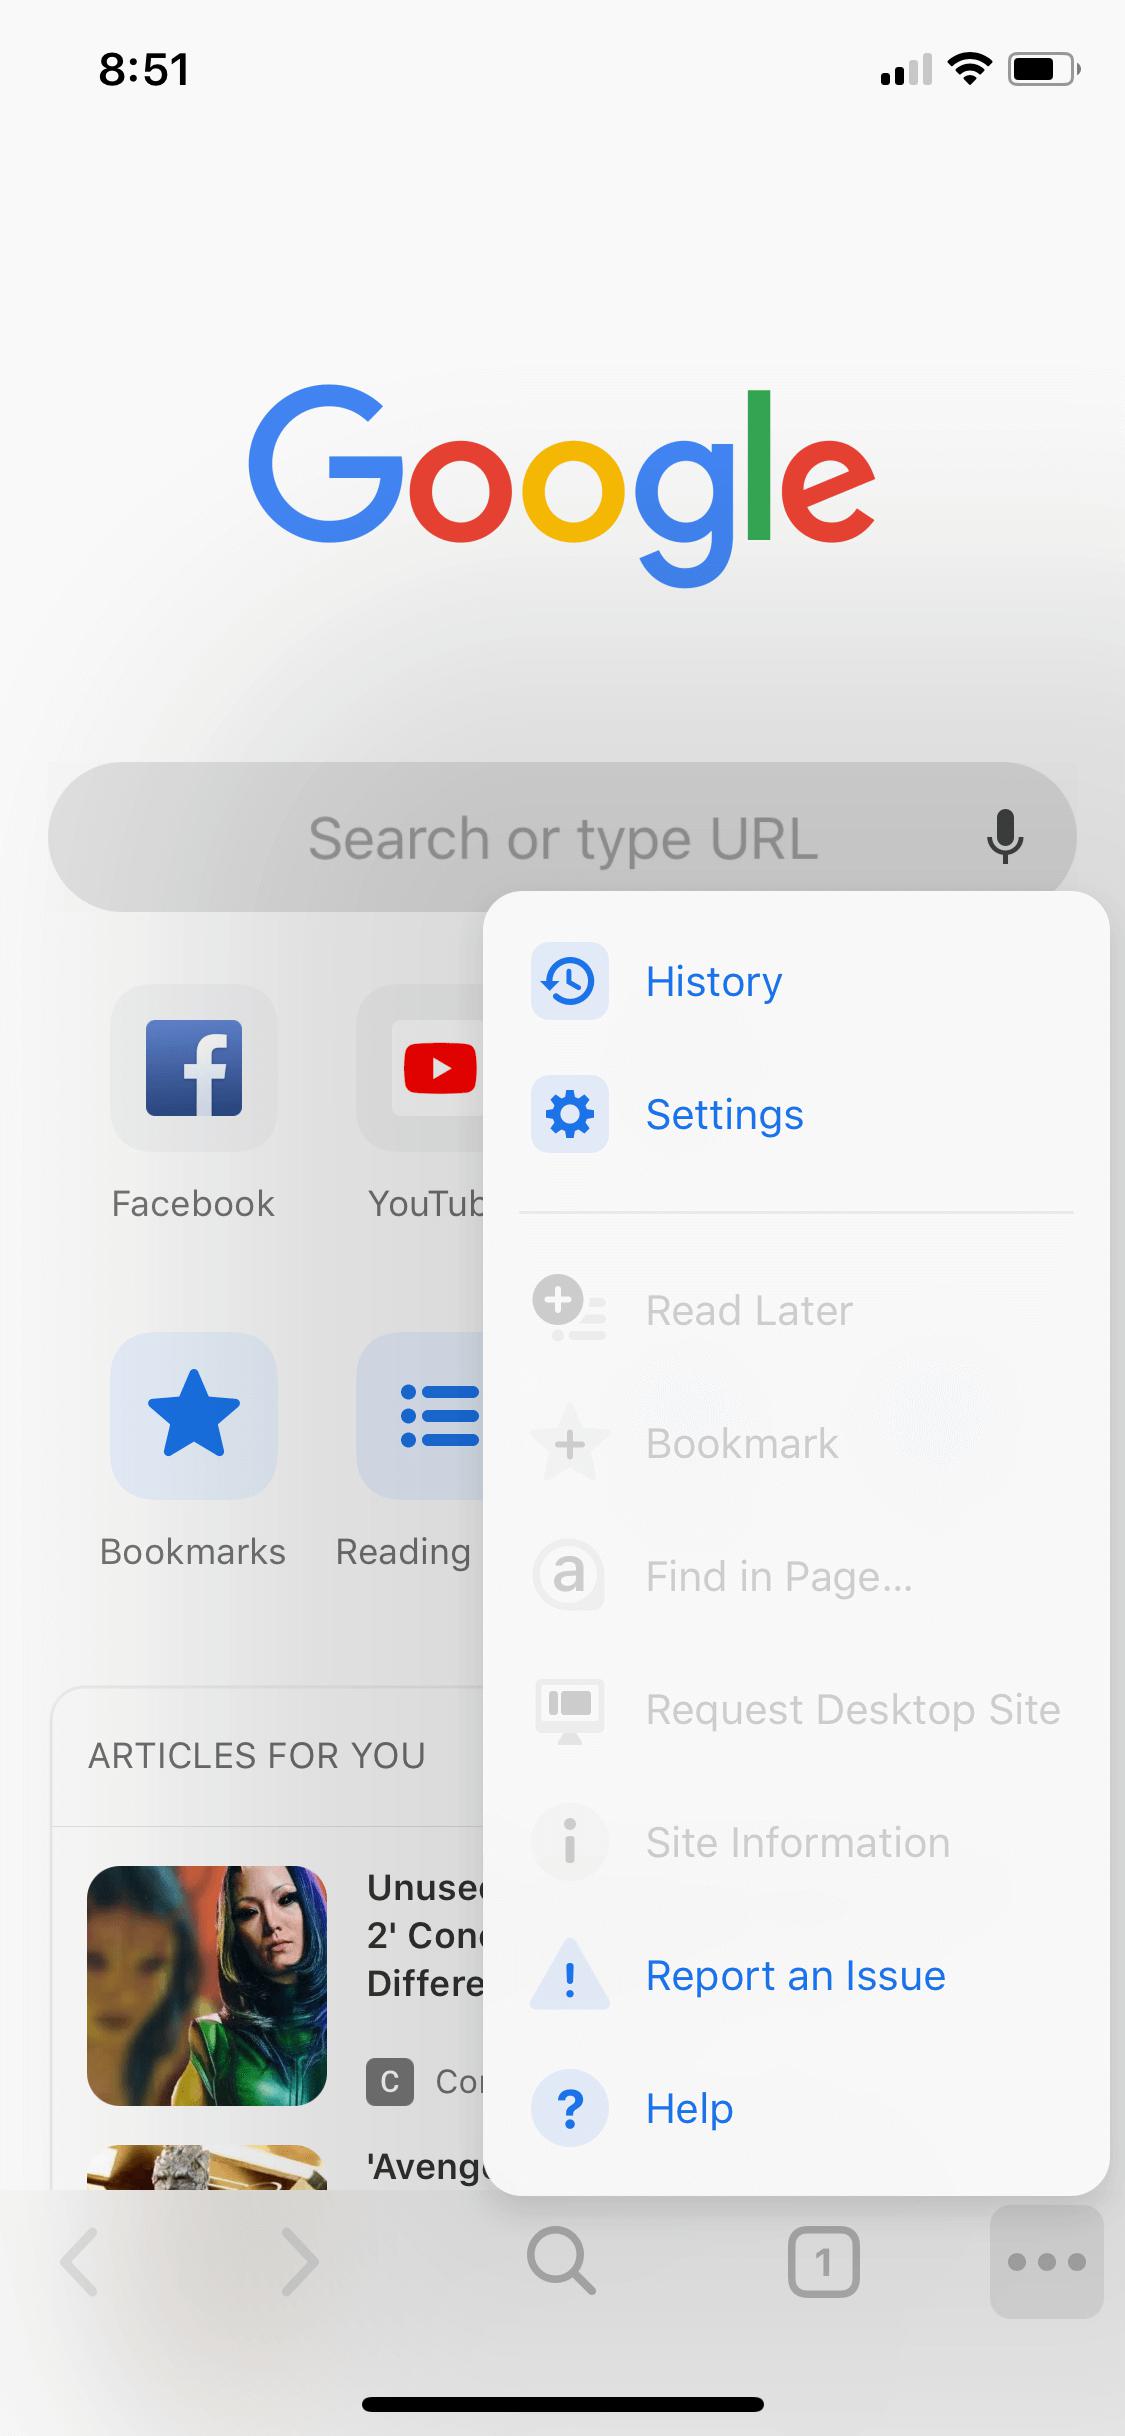 8:51
Google
Search or type URL
History
Settings
Facebook
YouTub
Read Later
Bookmark
Bookmarks
Reading
Find in Page...
Request Desktop Site
ARTICLES FOR YOU
Site Information
Unused
2' Con
Differe
Report an Issue
C Co
Help
'Aveng
1